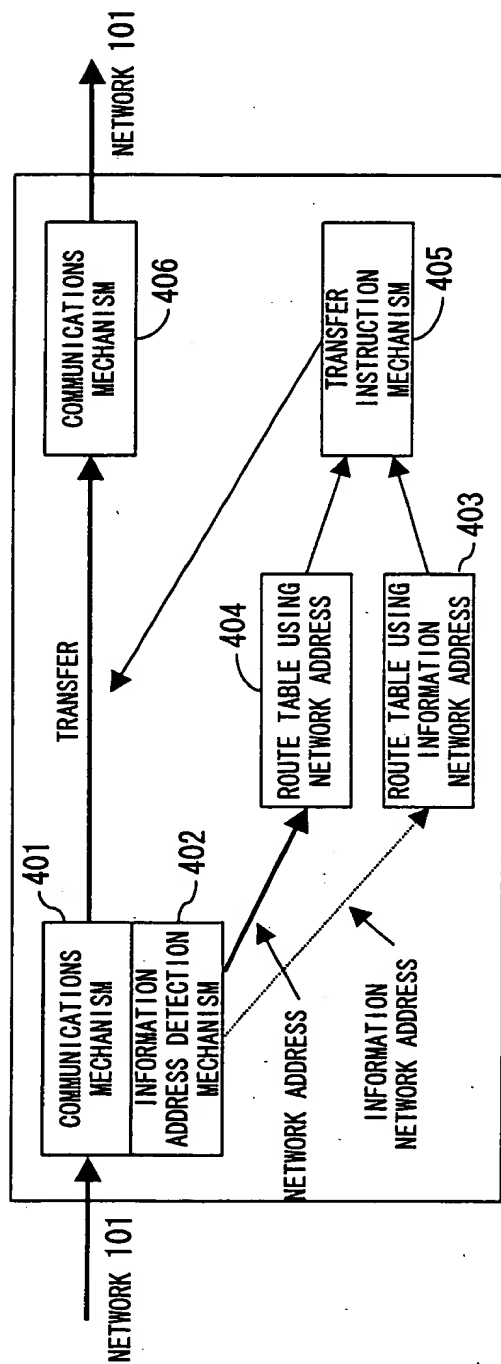 NETWORK 101
401
COMMUNICATIONS
MECHANISM
INFORMATION
ADDRESS DETECTION
MECHANISM
402
TRANSFER
COMMUNICATIONS
MECHANISM
406
NETWORK 101
NETWORK ADDRESS
INFORMATION
NETWORK ADDRESS
404
ROUTE TABLE USING
NETWORK ADDRESS
ROUTE TABLE USING
INFORMATION
NETWORK ADDRESS
403
TRANSFER
INSTRUCTION
MECHANISM
405